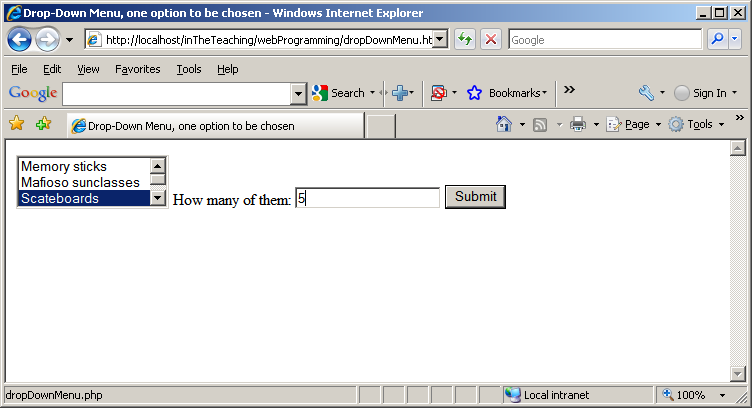 Drop-Down Menu, one option to be chosen - Windows Internet Explorer
http://localhost/inTheTeaching/webProgramming/dropDownMenu.ht
Google
File Edit View Favorites Tools Help
Google Search Bookmarks Sign In
Drop-Down Menu, one option to be chosen Page Tools
Memory sticks
Mafioso sunclasses
Scateboards
How many of them: 5 Submit
dropDownMenu.php Local intranet 100%